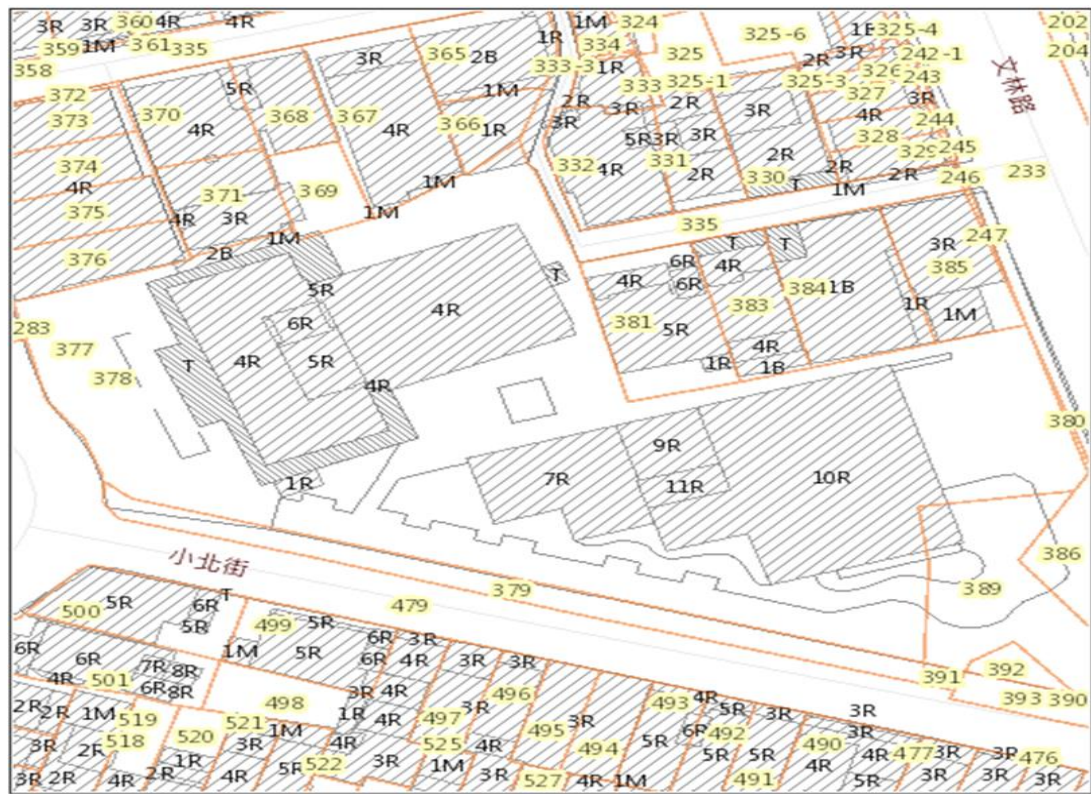 3R 360 3R 4R 4R 1M 324 1B 325-4 202
359 1M 361 335 365 2B 1R 334 325 325-6 3R 242-1 204
358 333-3 1R 2R 326 243
372 5R 3R 1M 333 325-1 325-3 327 3R 文林路
373 370 4R 368 367 4R 366 1R 2R 3R 2R 3R 4R 244
374 3R 332 5R 3R 3R 2R 328 329 245
4R 4R 331 2R 330 T 2R 2R 246 233
375 371 369 1M 1M
4R 3R 1M 335 247
376 2B 1M T T 3R
5R 4R 6R 4R 385
T 6R 384 1B
283 6R 4R 381 5R 383 1R 1M
377 4R 5R 4R
378 T 4R 1R 1B
380
9R
1R 7R 11R 10R
386
小北街 379 389
500 5R 6R T 479
5R 499 5R 6R 3R
6R 1M 5R 6R 4R 3R 3R 391 392
6R 7R 8R 3R 4R 393 390
4R 501 6R 8R 498 496 493 4R
2R 2R 1M 519 521 1R 4R 497 3R 5R 3R 3R
518 520 1M 495 3R 6R 492 3R
3R 2R 3R 4R 525 4R 494 5R 5R 5R 490 4R 477 3R 3R 476
1R 5R 522 3R 1M 4R
3R 2R 4R 2R 4R 3R 527 4R 1M 491 5R 3R 3R 3R